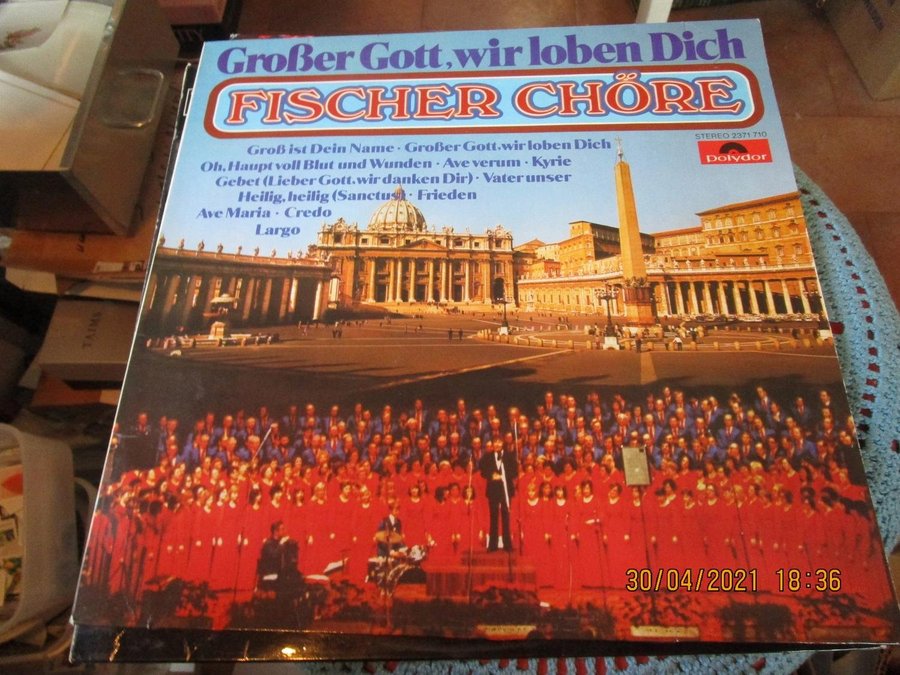 Großer Gott, wir loben Dich
FISCHER CHÖRE
STEREO 2371 710
Polydor
Groß ist Dein Name · Großer Gott, wir loben Dich
Oh, Haupt voll Blut und Wunden · Ave verum · Kyrie
Gebet (Lieber Gott, wir danken Dir) · Vater unser
Heilig, heilig (Sanctus) · Frieden
Ave Maria · Credo
Largo
30/04/2021 18:36